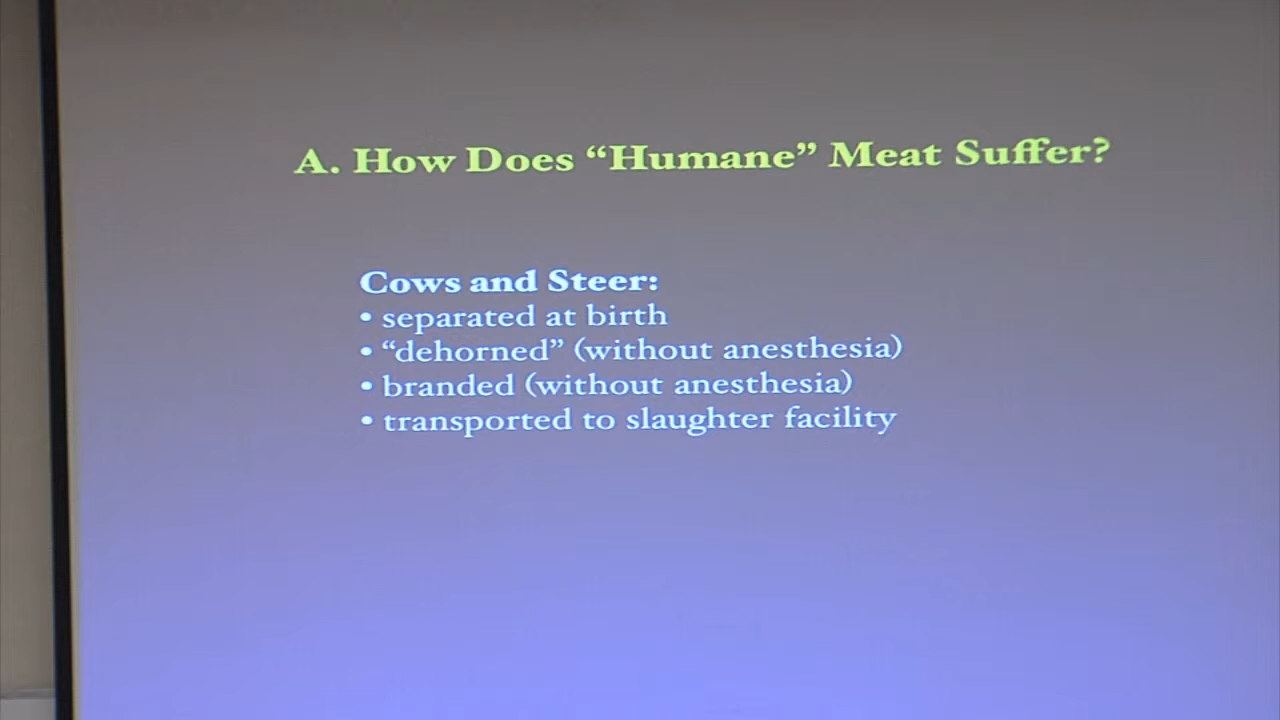 A. How Does “Humane” Meat Suffer?
Cows and Steer:
• separated at birth
• “dehorned” (without anesthesia)
• branded (without anesthesia)
• transported to slaughter facility